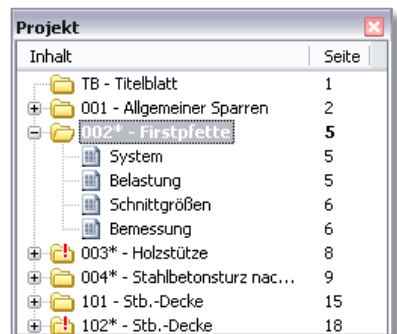 Projekt
Inhalt Seite
TB - Titelblatt 1
001 - Allgemeiner Sparren 2
002* - Firstpfette 5
System 5
Belastung 5
Schnittgrößen 6
Bemessung 6
003* - Holzstütze 8
004* - Stahlbetonsturz nac... 9
101 - Stb.-Decke 15
102* - Stb.-Decke 18